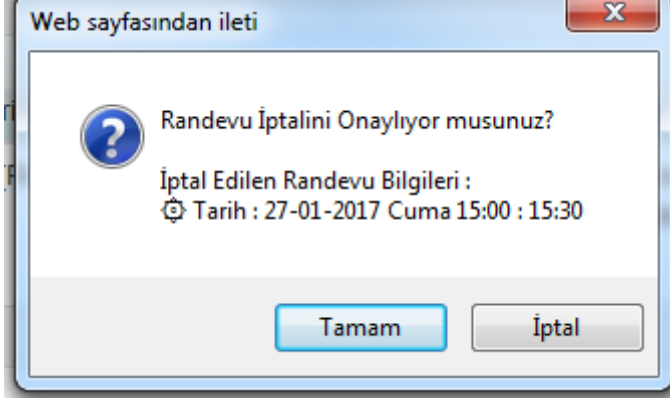 Web sayfasından ileti
Randevu İptalini Onaylıyor musunuz?
İptal Edilen Randevu Bilgileri :
۞ Tarih : 27-01-2017 Cuma 15:00 : 15:30
Tamam
İptal